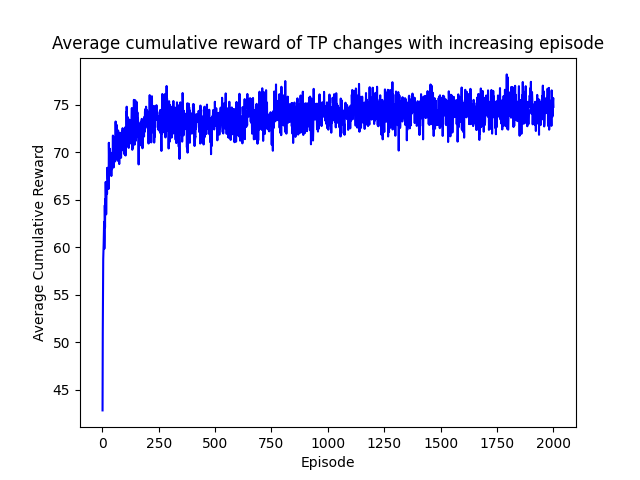 Average cumulative reward of TP changes with increasing episode
75
70
65
60
55
50
45
Average Cumulative Reward
0 250 500 750 1000 1250 1500 1750 2000
Episode